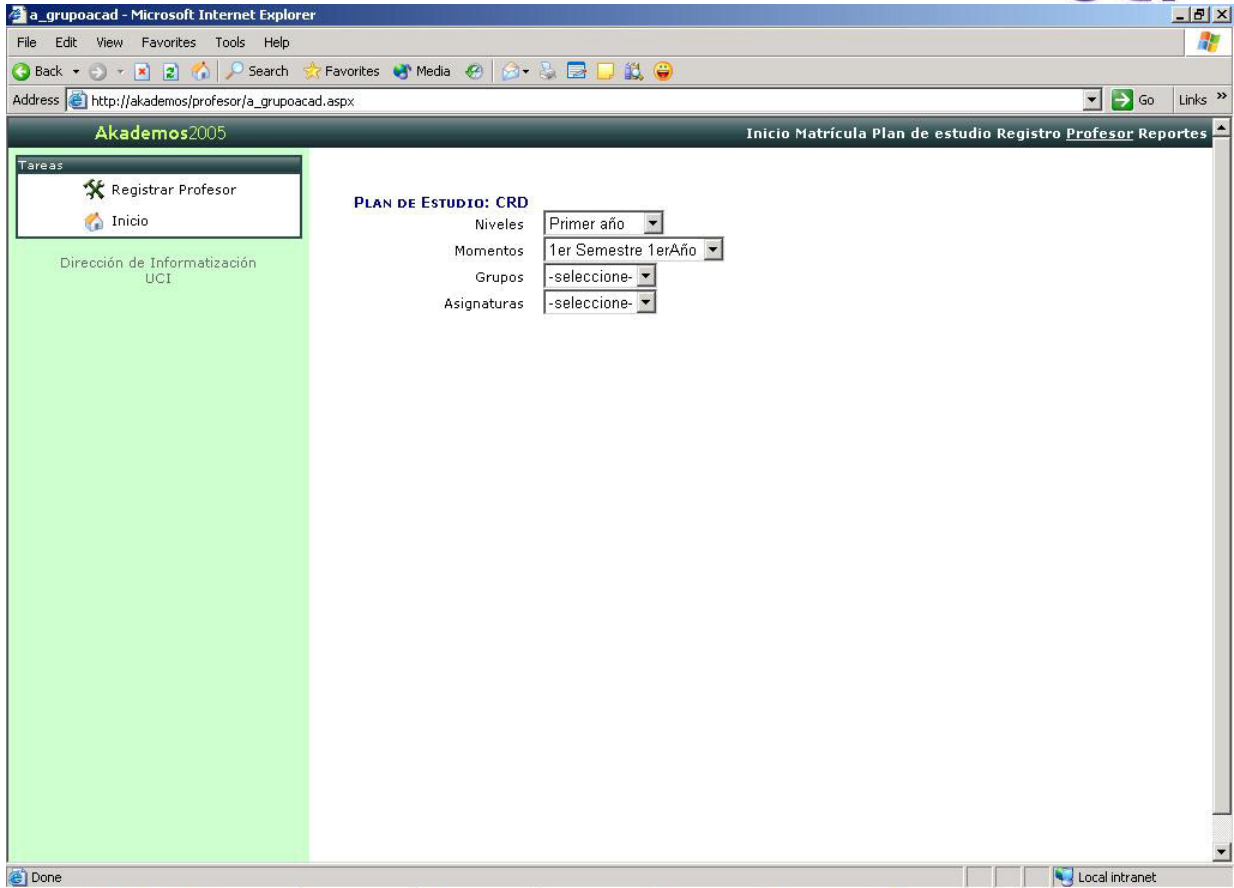 a_grupoacad - Microsoft Internet Explorer
File Edit View Favorites Tools Help
Back Search Favorites Media
Address http://akademos/profesor/a_grupoacad.aspx Go Links »
Akademos2005 Inicio Matrícula Plan de estudio Registro Profesor Reportes
Tareas
Registrar Profesor
Inicio
Dirección de Informatización
UCI
PLAN DE ESTUDIO: CRD
Niveles Primer año
Momentos 1er Semestre 1erAño
Grupos -seleccione-
Asignaturas -seleccione-
Done Local intranet